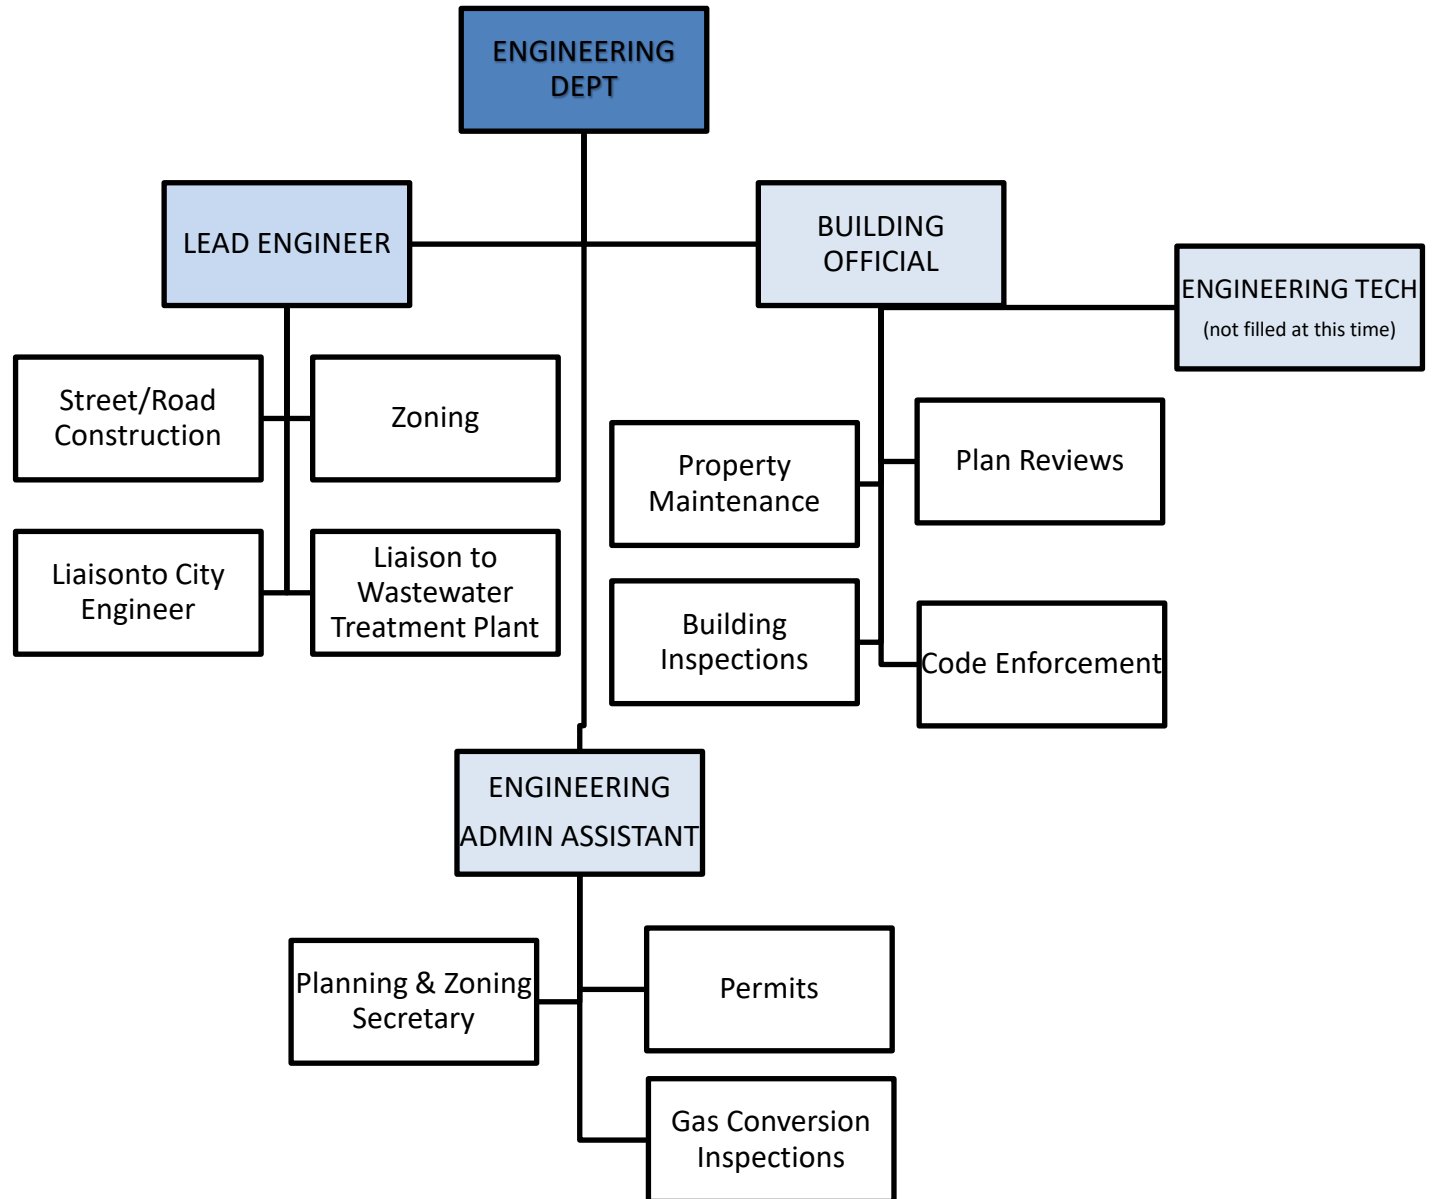 ENGINEERING
DEPT
LEAD ENGINEER
BUILDING
OFFICIAL
ENGINEERING TECH
(not filled at this time)
Street/Road
Construction
Zoning
Liaisonto City
Engineer
Liaison to
Wastewater
Treatment Plant
Property
Maintenance
Plan Reviews
Building
Inspections
Code Enforcement
ENGINEERING
ADMIN ASSISTANT
Planning & Zoning
Secretary
Permits
Gas Conversion
Inspections